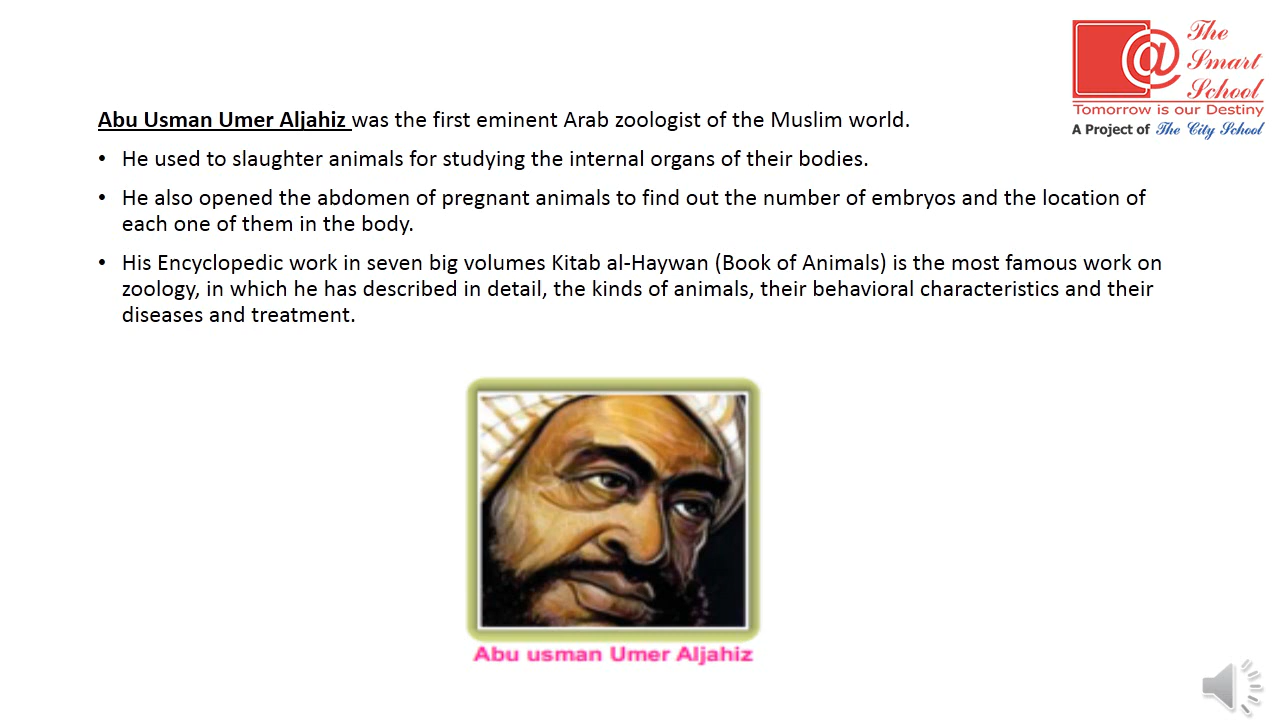 The
Smart
School
Tomorrow is our Destiny
A Project of The City School
Abu Usman Umer Aljahiz was the first eminent Arab zoologist of the Muslim world.
• He used to slaughter animals for studying the internal organs of their bodies.
• He also opened the abdomen of pregnant animals to find out the number of embryos and the location of
each one of them in the body.
• His Encyclopedic work in seven big volumes Kitab al-Haywan (Book of Animals) is the most famous work on
zoology, in which he has described in detail, the kinds of animals, their behavioral characteristics and their
diseases and treatment.
Abu usman Umer Aljahiz